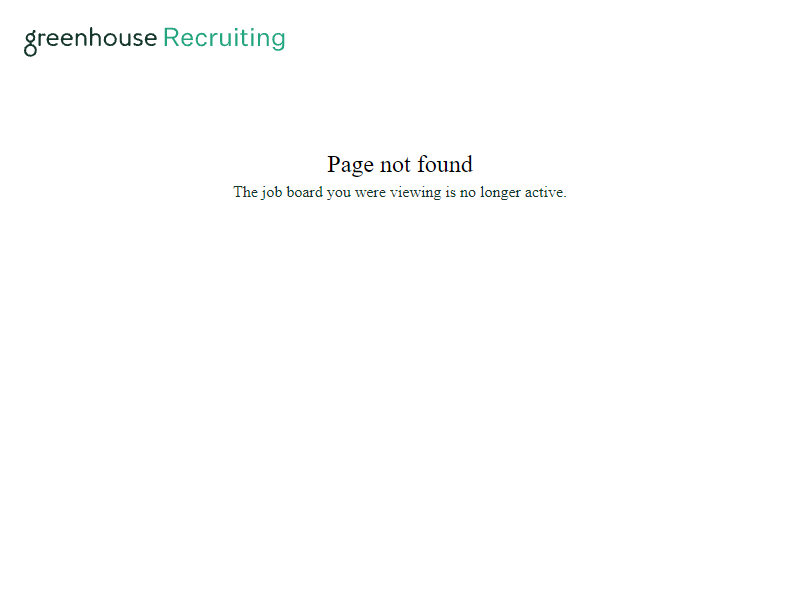 greenhouse Recruiting
Page not found
The job board you were viewing is no longer active.